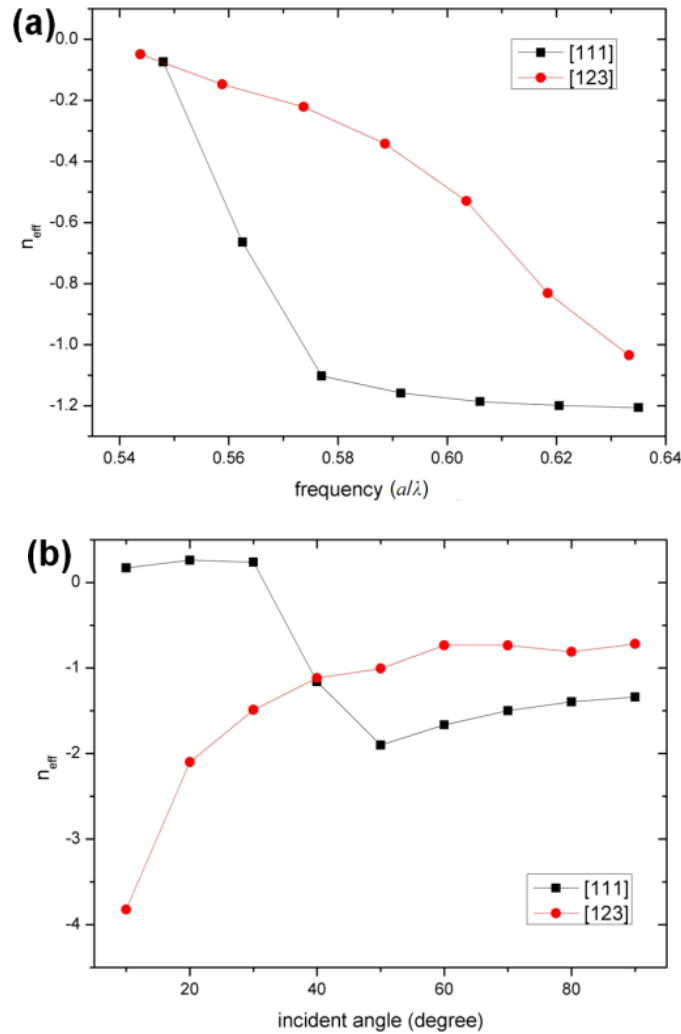 (a)
0.0
-0.2
-0.4
-0.6
-0.8
-1.0
-1.2
n_eff
[111]
[123]
0.54 0.56 0.58 0.60 0.62 0.64
frequency (a/λ)
(b)
0
-1
-2
-3
-4
n_eff
[111]
[123]
20 40 60 80
incident angle (degree)